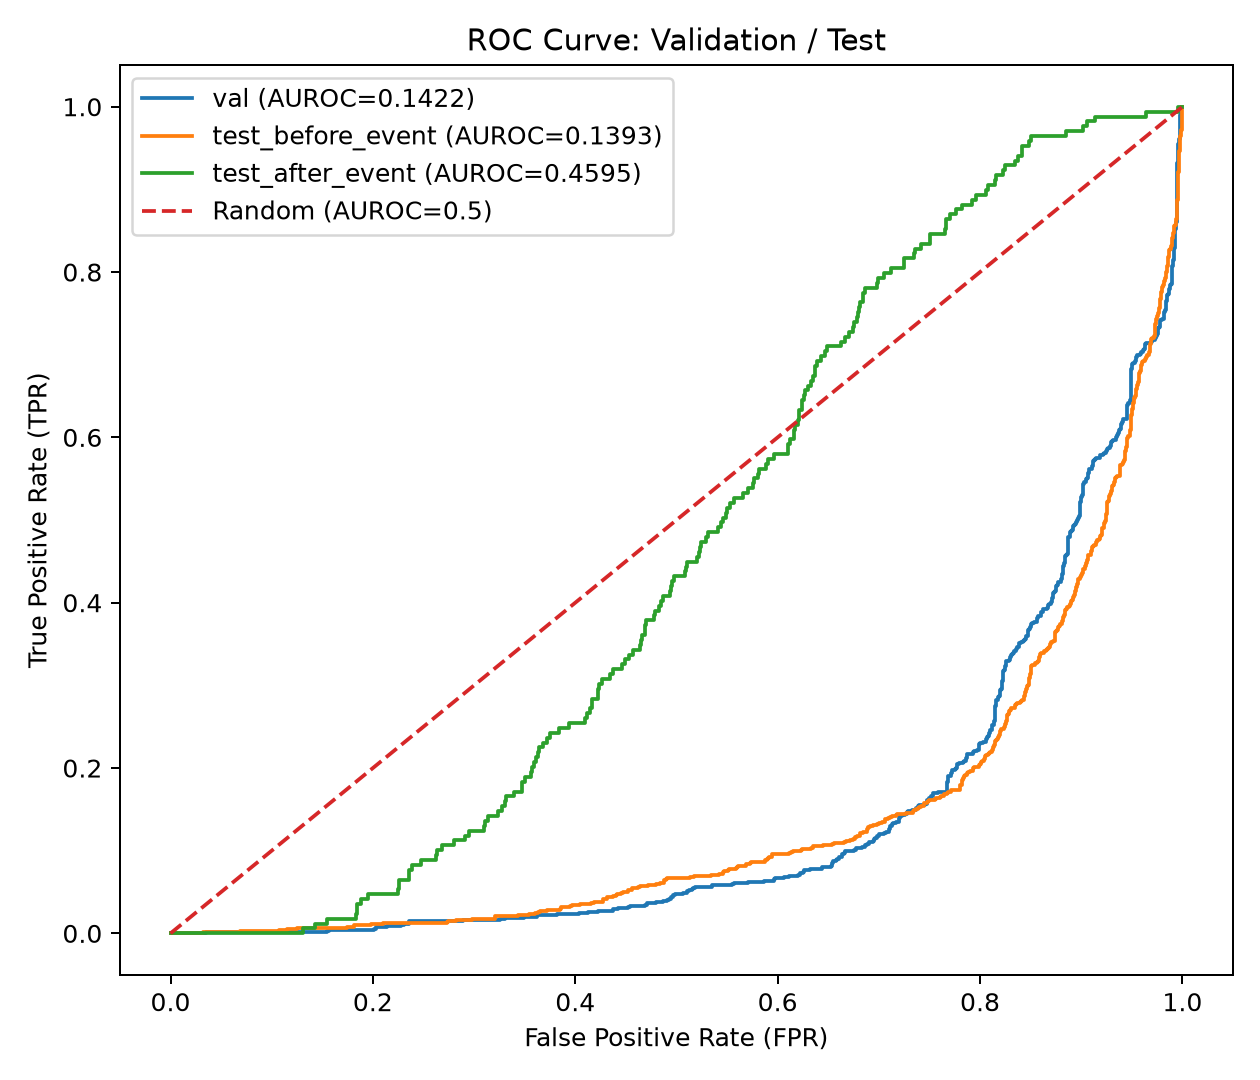 ROC Curve: Validation / Test
val (AUROC=0.1422)
test_before_event (AUROC=0.1393)
test_after_event (AUROC=0.4595)
Random (AUROC=0.5)
True Positive Rate (TPR)
1.0
0.8
0.6
0.4
0.2
0.0
0.0 0.2 0.4 0.6 0.8 1.0
False Positive Rate (FPR)